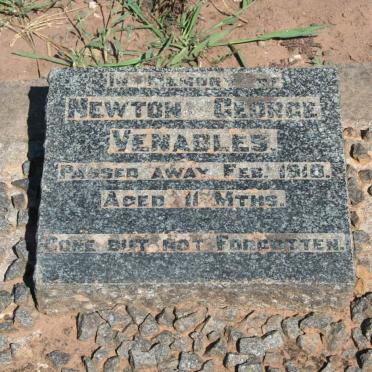 In Memory of
Newton George
Venables.
Passed away Feb. 1910.
Aged 11 Mths.
Gone but not Forgotten.